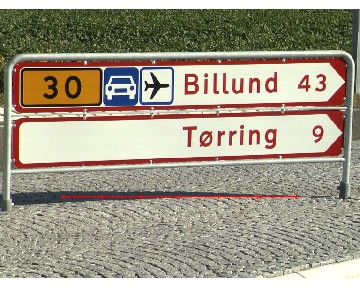 30 Billund 43
Tørring 9